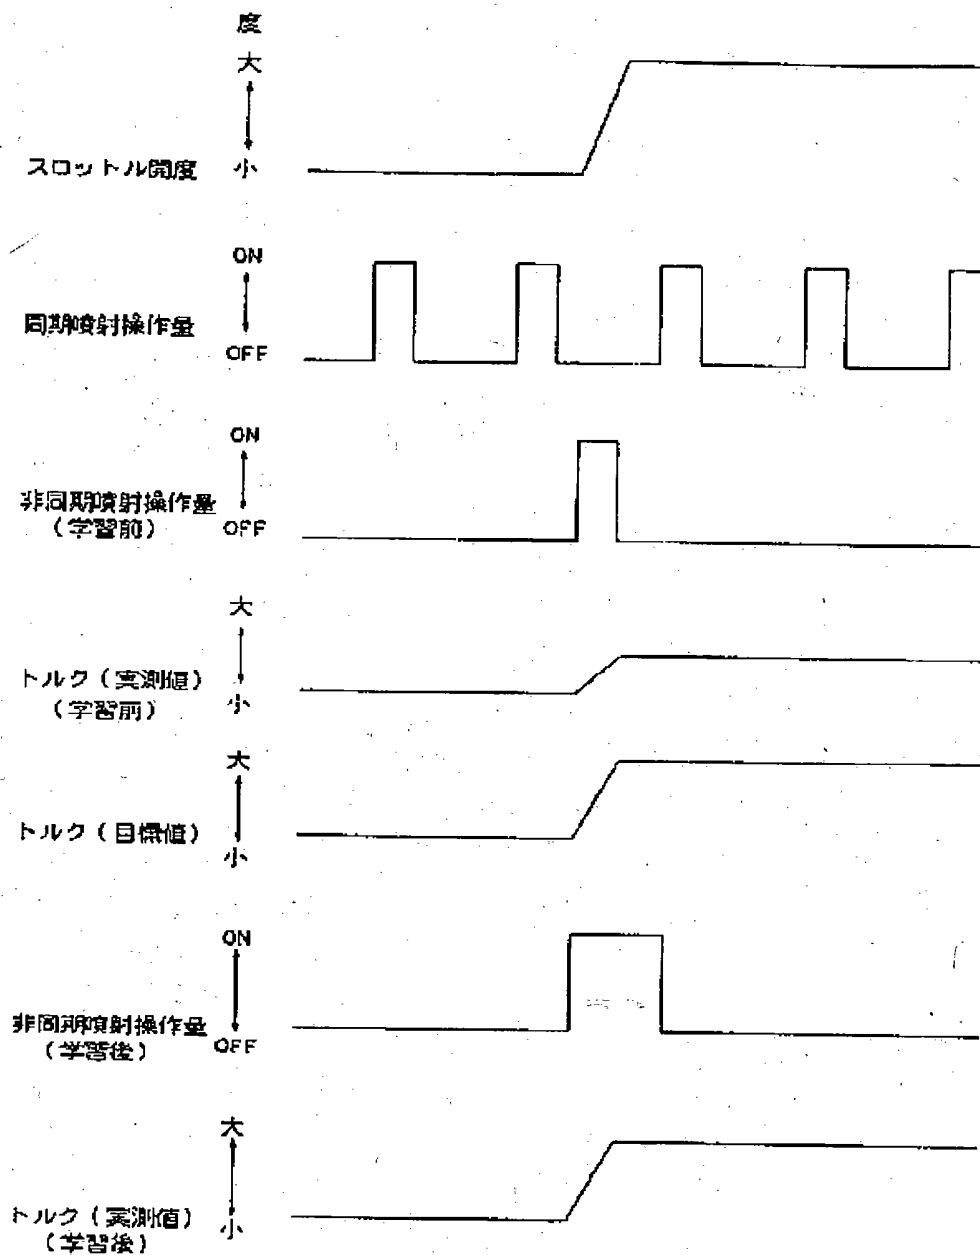 度
大
スロットル開度 小
ON
同期噴射操作量
OFF
ON
非同期噴射操作量
(学習前) OFF
大
トルク(実測値)
(学習前) 小
大
トルク(目標値)
小
ON
非同期噴射操作量
(学習後) OFF
大
トルク(実測値) 小
(学習後)